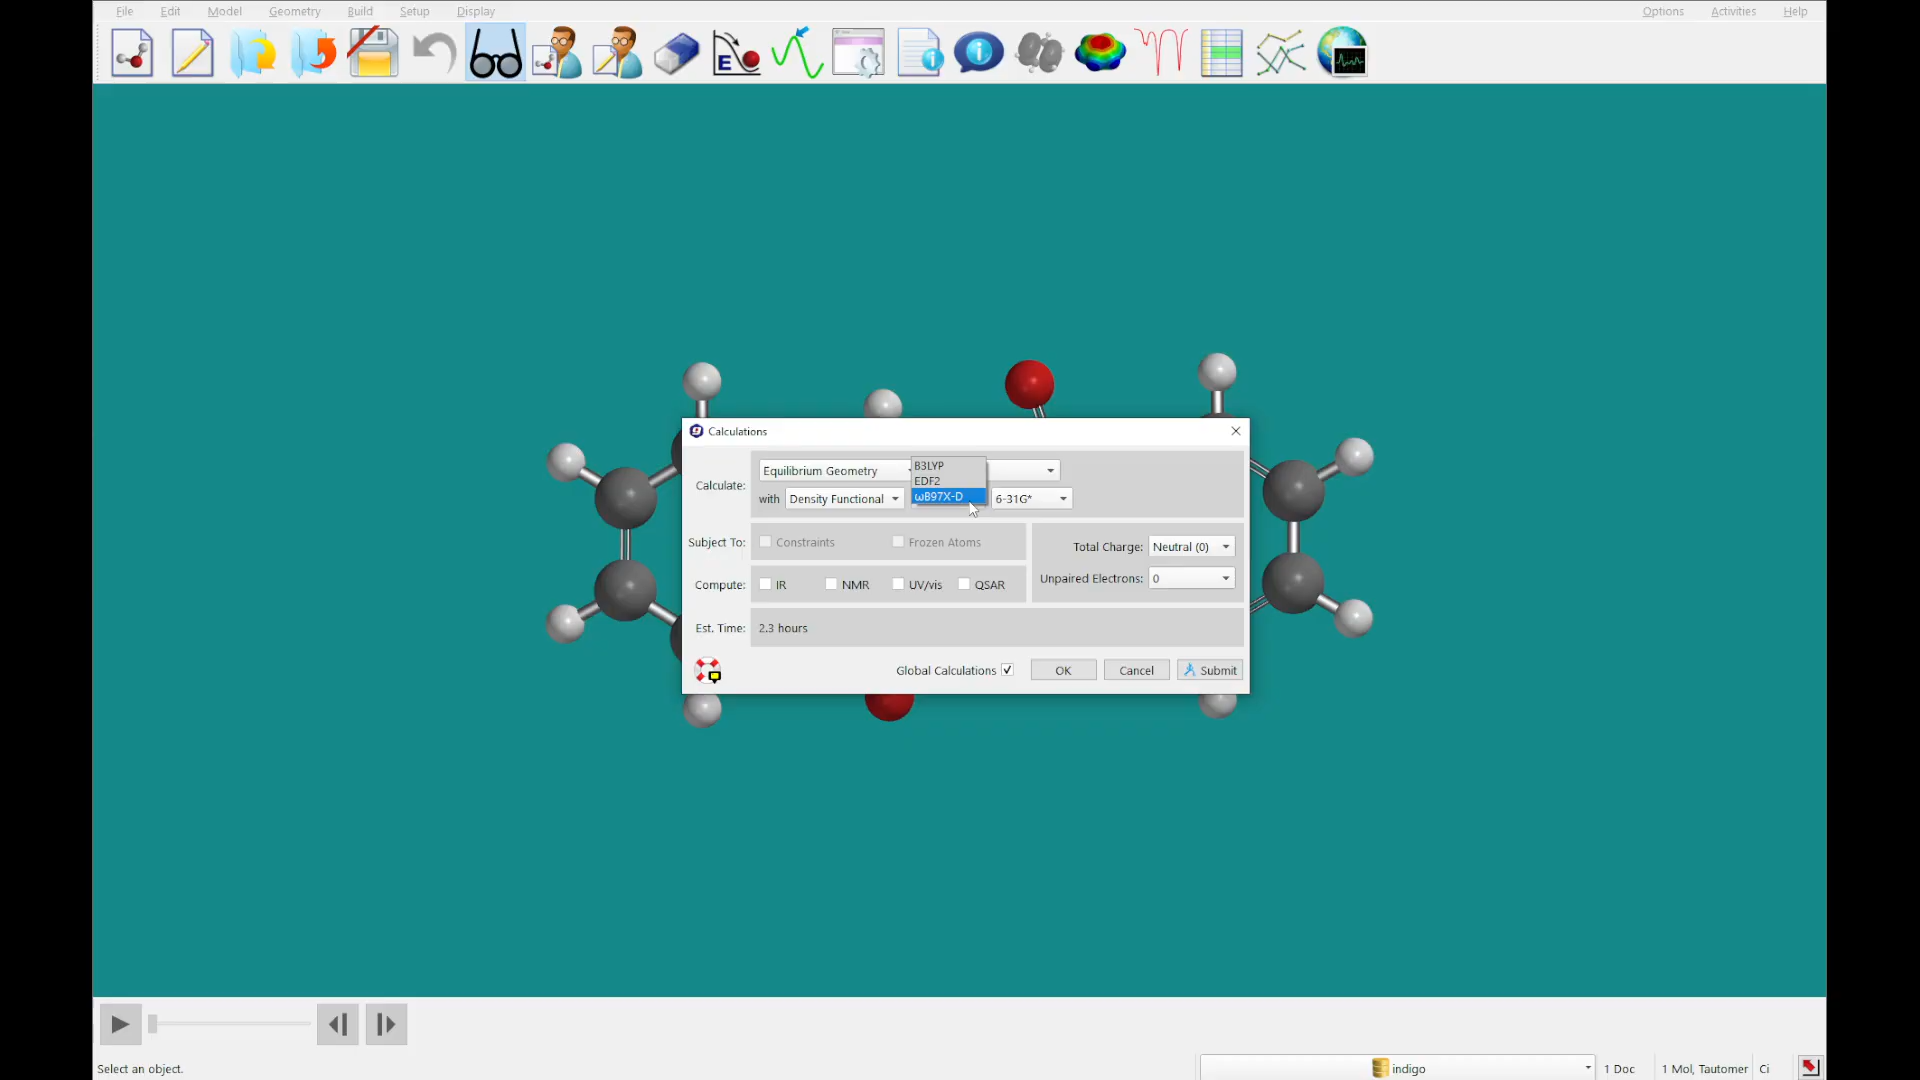 File Edit Model Geometry Build Setup Display Options Activities Help
Calculations
Calculate: Equilibrium Geometry
B3LYP
EDF2
with Density Functional ωB97X-D 6-31G*
Subject To: Constraints Frozen Atoms
Total Charge: Neutral (0)
Compute: IR NMR UV/vis QSAR
Unpaired Electrons: 0
Est. Time: 2.3 hours
Global Calculations OK Cancel Submit
Select an object. indigo 1 Doc 1 Mol, Tautomer Ci